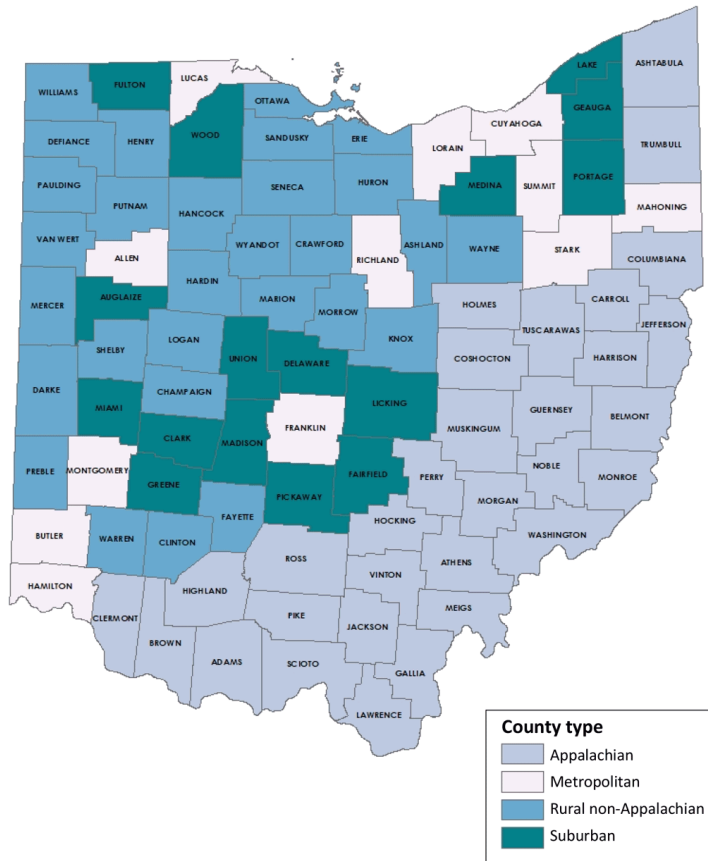 LAKE
ASHTABULA
LUCAS
FULTON
WILLIAMS
OTTAWA
GEAUGA
CUYAHOGA
WOOD
DEFIANCE
HENRY
SANDUSKY
ERIE
LORAIN
TRUMBULL
PORTAGE
PAULDING
SENECA
HURON
MEDINA
SUMMIT
MAHONING
PUTNAM
HANCOCK
VAN WERT
WYANDOT
CRAWFORD
ASHLAND
WAYNE
STARK
ALLEN
RICHLAND
COLUMBIANA
HARDIN
AUGLAIZE
MERCER
MARION
MORROW
HOLMES
CARROLL
JEFFERSON
TUSCARAWAS
LOGAN
KNOX
SHELBY
UNION
DELAWARE
COSHOCTON
HARRISON
DARKE
CHAMPAIGN
LICKING
MIAMI
GUERNSEY
BELMONT
FRANKLIN
MUSKINGUM
CLARK
MADISON
NOBLE
PREBLE
MONTGOMERY
FAIRFIELD
PERRY
MONROE
GREENE
PICKAWAY
MORGAN
FAYETTE
HOCKING
BUTLER
WARREN
CLINTON
WASHINGTON
ROSS
ATHENS
VINTON
HAMILTON
HIGHLAND
MEIGS
CLERMONT
PIKE
JACKSON
BROWN
ADAMS
SCIOTO
GALLIA
LAWRENCE
County type
Appalachian
Metropolitan
Rural non-Appalachian
Suburban